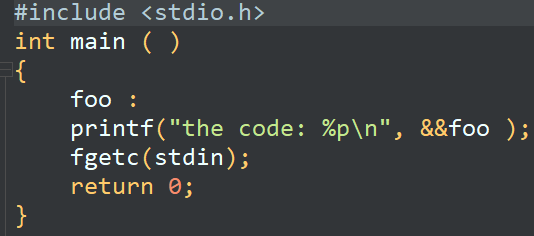 #include <stdio.h>
int main ( )
{
    foo :
    printf("the code: %p\n", &&foo );
    fgetc(stdin);
    return 0;
}